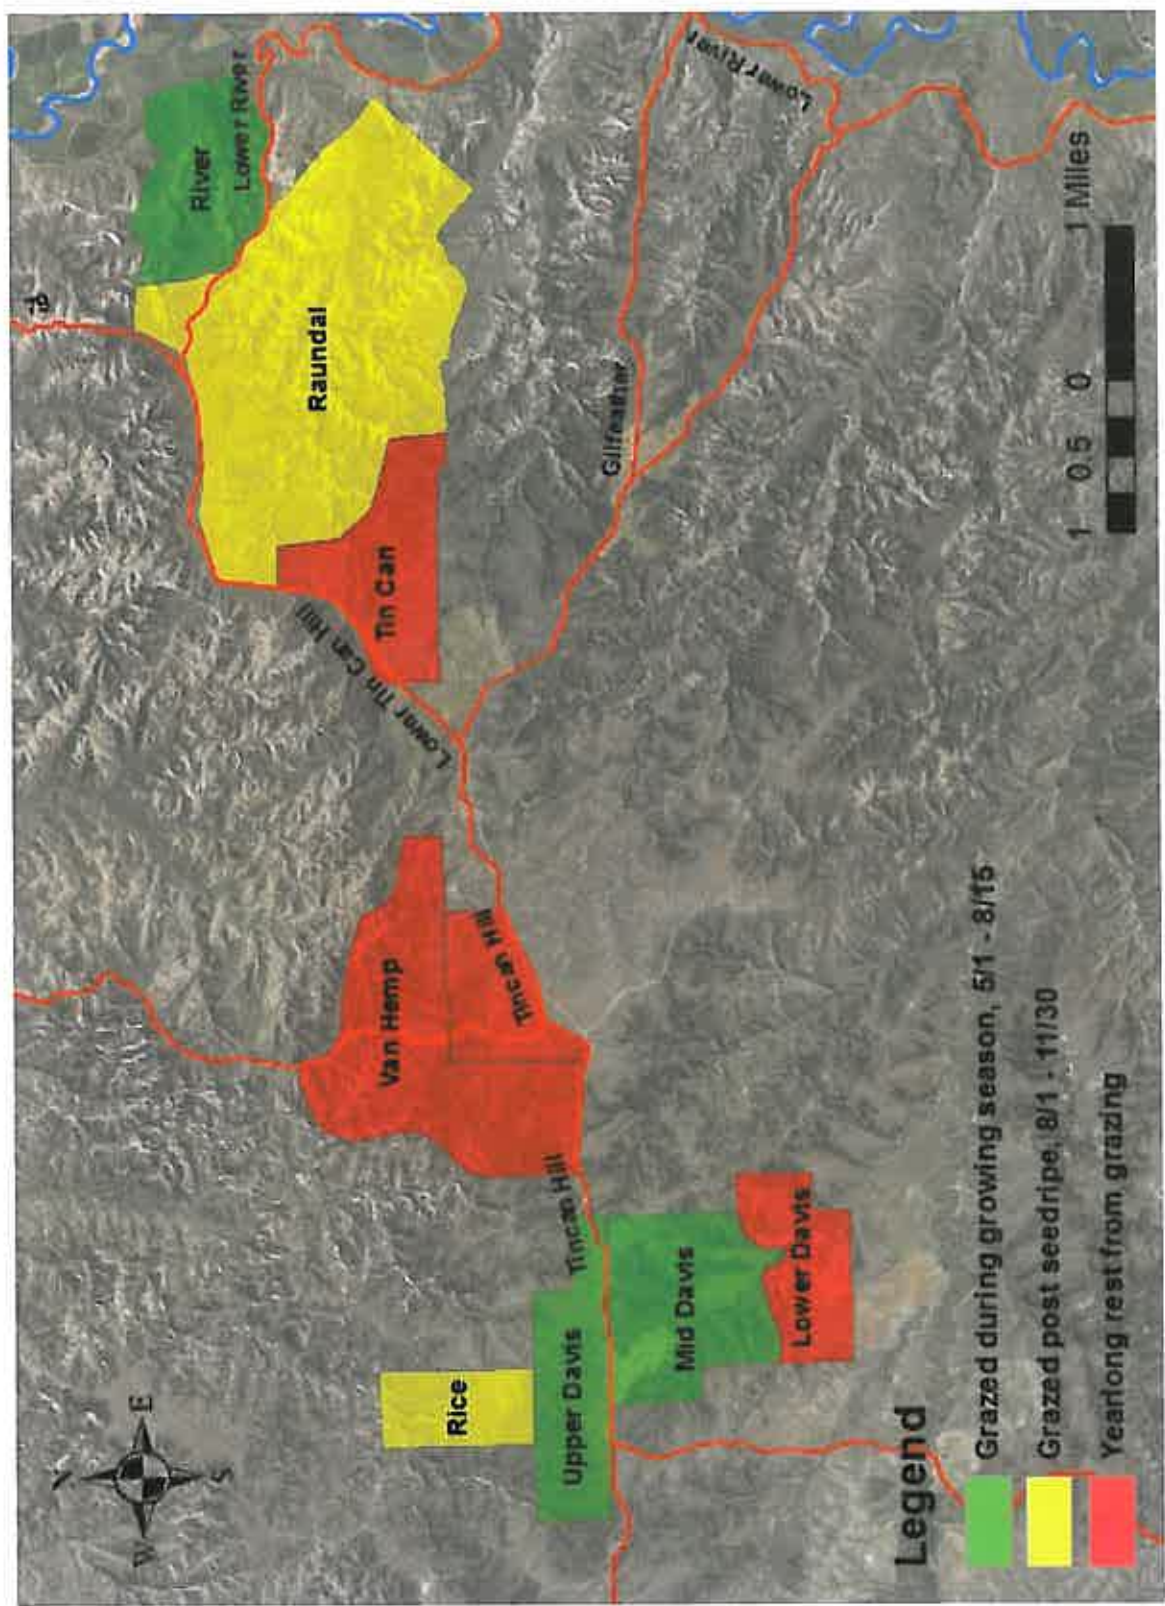 River
Lower River
Raundal
Tin Can
Lower Tin Can Hill
Gilfeather
Lower River
Van Hemp
Tincan Hill
Tincan Hill
Rice
Upper Davis
Mid Davis
Lower Davis
N
W E
S
Legend
Grazed during growing season, 5/1 - 8/15
Grazed post seedripe, 8/1 - 11/30
Yearlong rest from grazing
1 0.5 0 1 Miles